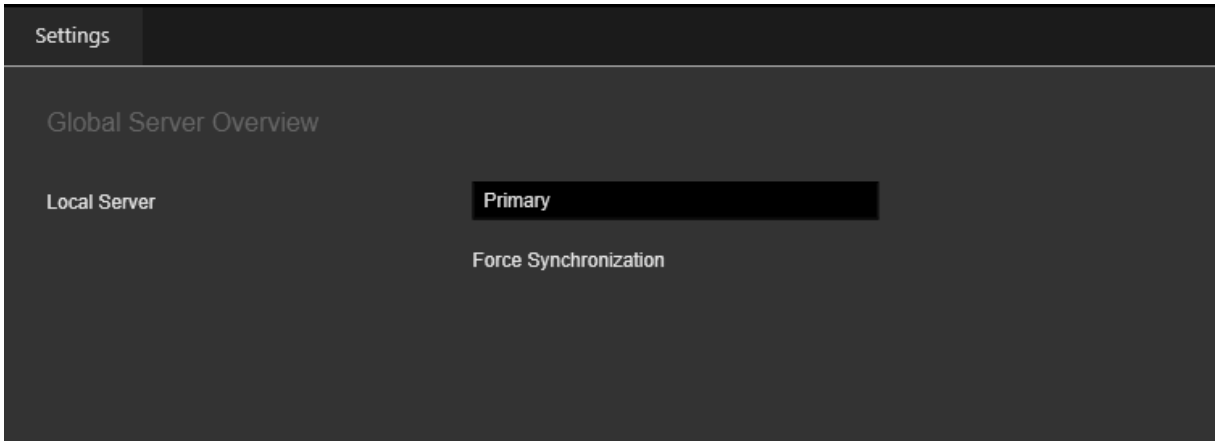 Settings
Global Server Overview
Local Server
Primary
Force Synchronization